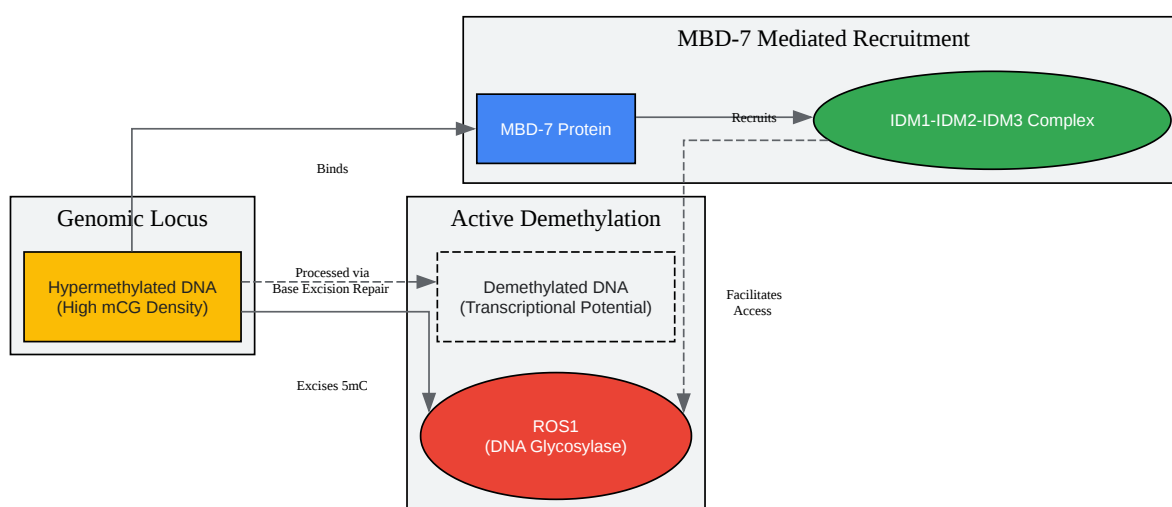 MBD-7 Mediated Recruitment
MBD-7 Protein
Recruits
IDM1-IDM2-IDM3 Complex
Binds
Genomic Locus
Hypermethylated DNA
(High mCG Density)
Processed via
Base Excision Repair
Excises 5mC
Active Demethylation
Demethylated DNA
(Transcriptional Potential)
Facilitates
Access
ROS1
(DNA Glycosylase)